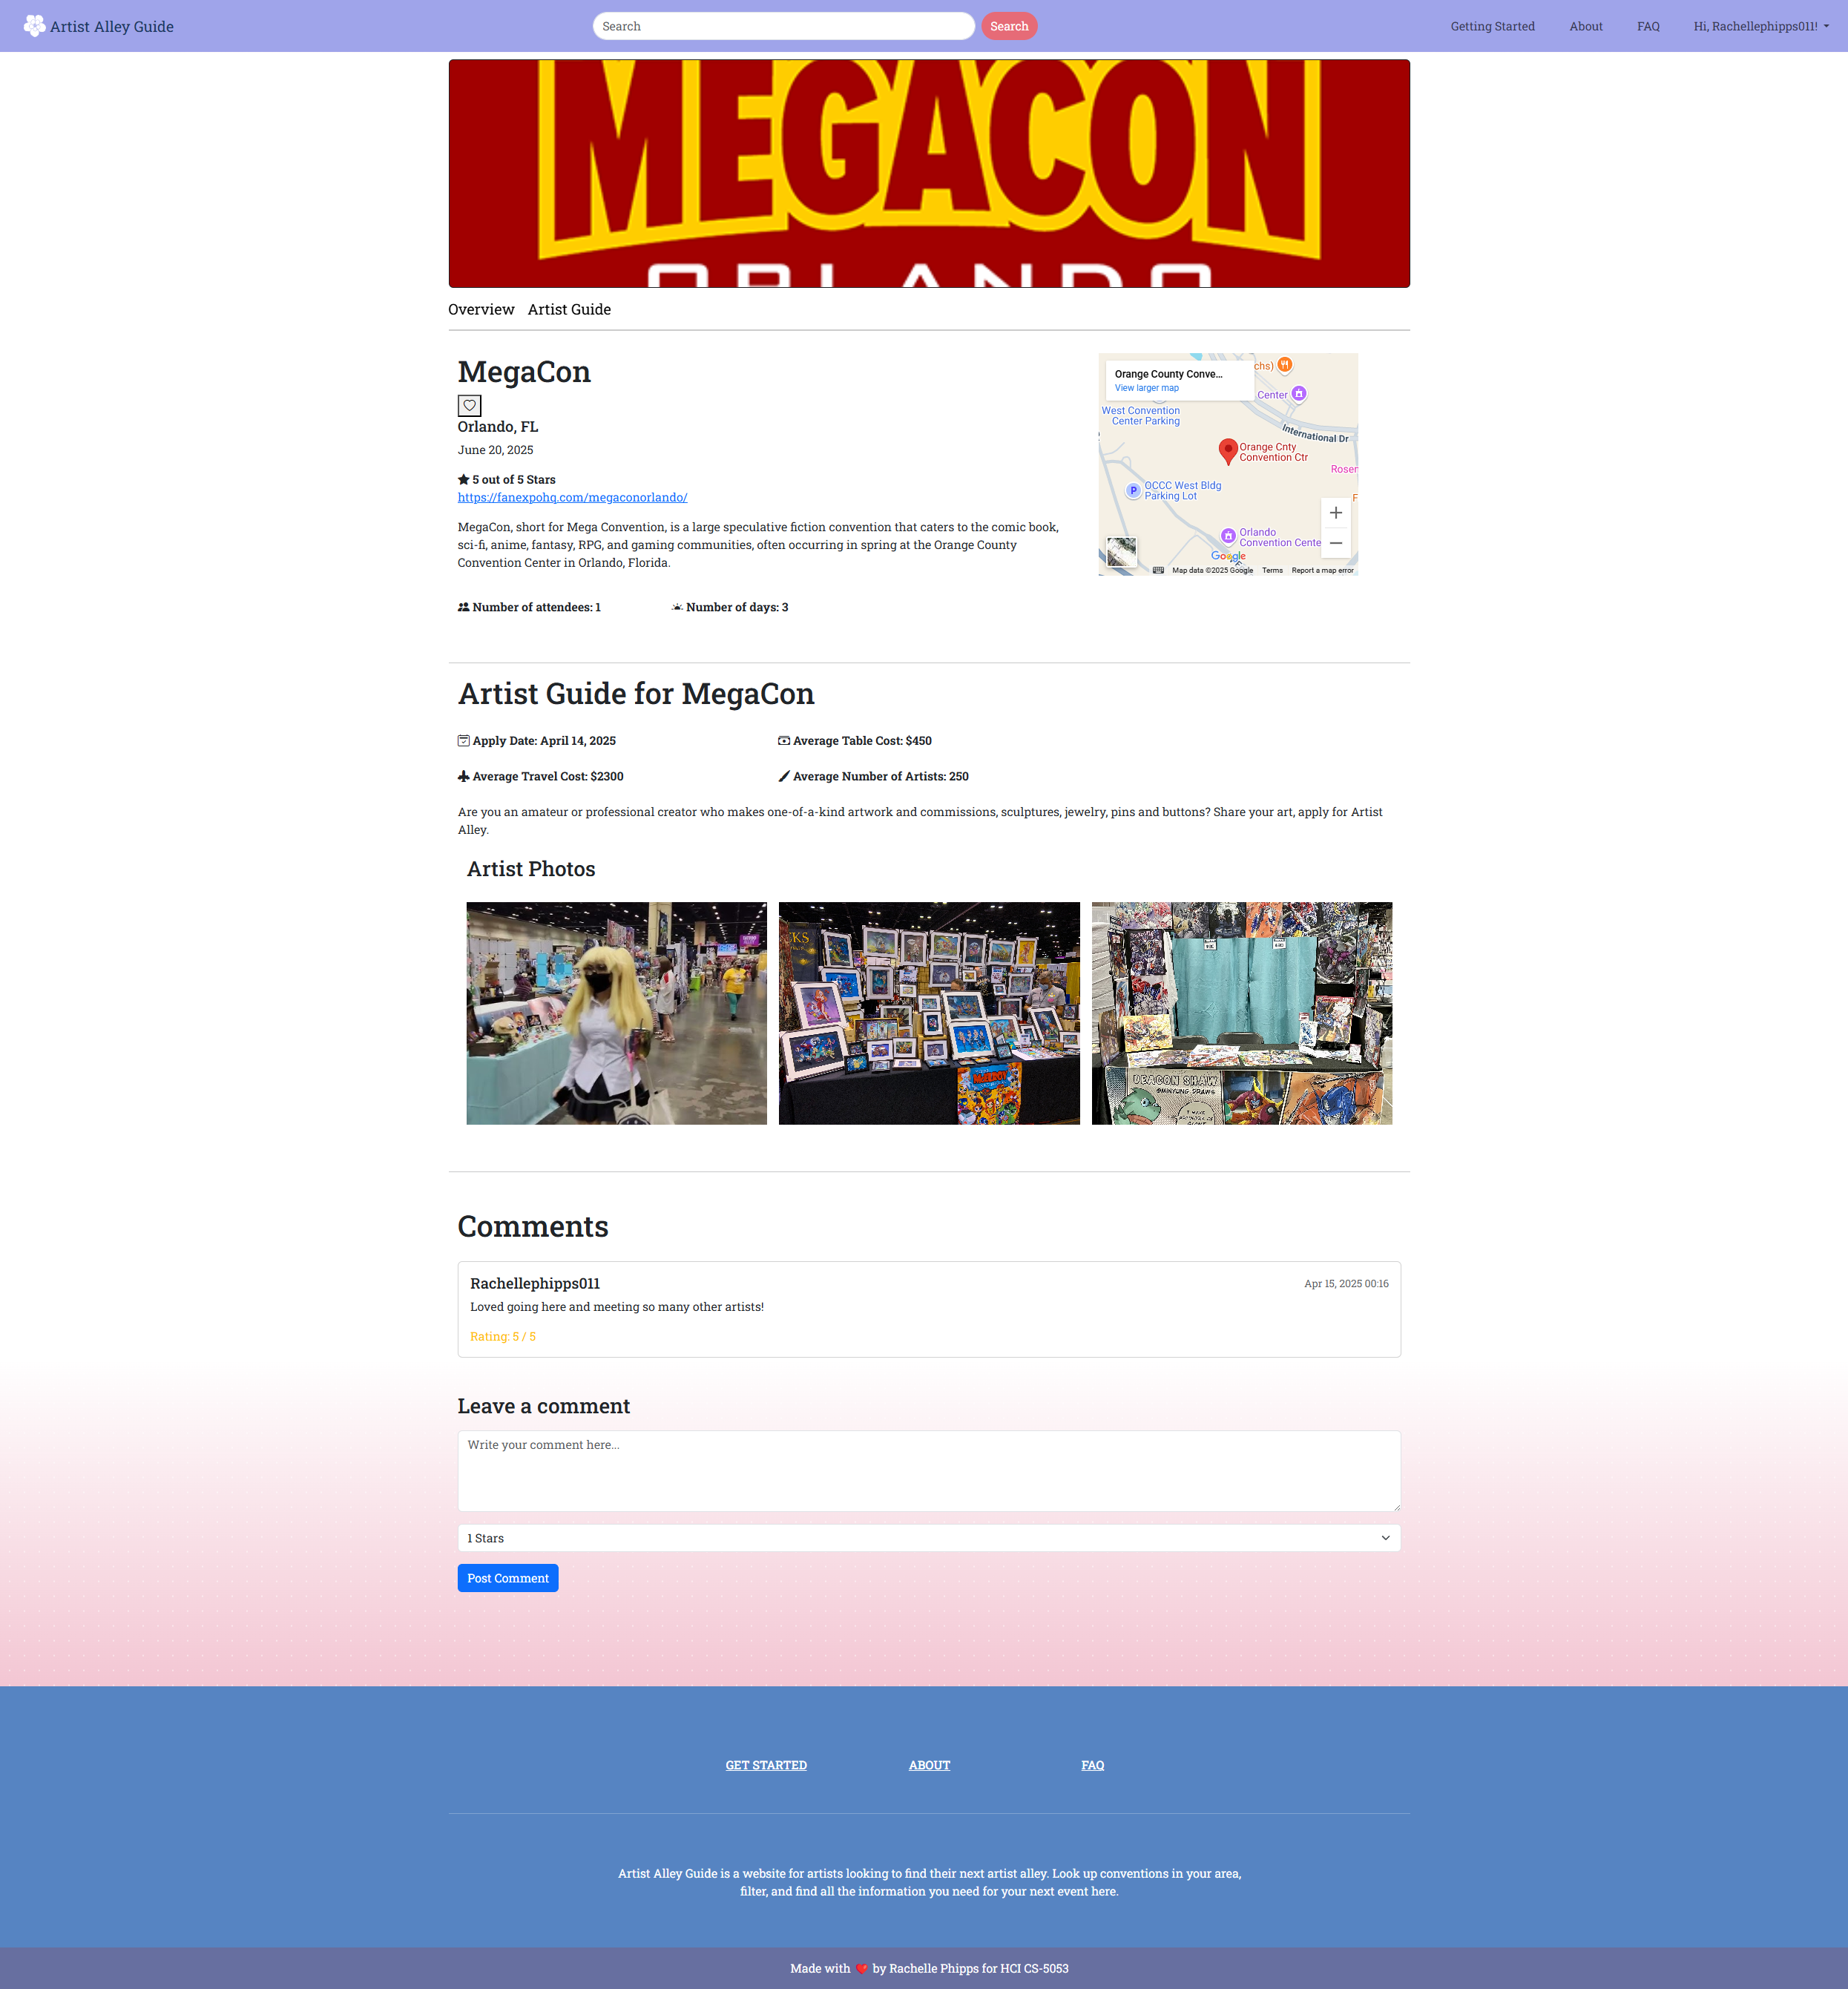 Artist Alley Guide
Search
Search
Getting Started
About
FAQ
Hi, Rachellephipps011!
MEGACON
ORLANDO
Overview
Artist Guide
MegaCon
Orlando, FL
June 20, 2025
5 out of 5 Stars
https://fanexpohq.com/megaconorlando/
MegaCon, short for Mega Convention, is a large speculative fiction convention that caters to the comic book,
sci-fi, anime, fantasy, RPG, and gaming communities, often occurring in spring at the Orange County
Convention Center in Orlando, Florida.
Number of attendees: 1
Number of days: 3
Orange County Conve...
View larger map
chs)
Center
West Convention
Center Parking
International Dr
Orange Cnty
Convention Ctr
Rosen
P
OCCC West Bldg
Parking Lot
F
Orlando
Convention Cente
Google
Map data ©2025 Google
Terms
Report a map error
Artist Guide for MegaCon
Apply Date: April 14, 2025
Average Table Cost: $450
Average Travel Cost: $2300
Average Number of Artists: 250
Are you an amateur or professional creator who makes one-of-a-kind artwork and commissions, sculptures, jewelry, pins and buttons? Share your art, apply for Artist
Alley.
Artist Photos
KS
DEACON SHAW
Comments
Rachellephipps011
Apr 15, 2025 00:16
Loved going here and meeting so many other artists!
Rating: 5 / 5
Leave a comment
Write your comment here...
1 Stars
Post Comment
GET STARTED
ABOUT
FAQ
Artist Alley Guide is a website for artists looking to find their next artist alley. Look up conventions in your area,
filter, and find all the information you need for your next event here.
Made with ❤️ by Rachelle Phipps for HCI CS-5053